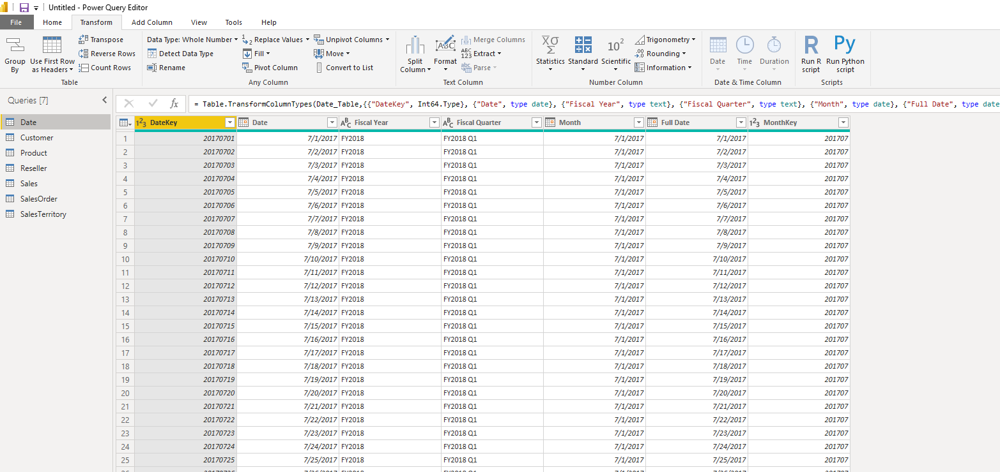 Untitled - Power Query Editor
File Home Transform Add Column View Tools Help
Group By
Use First Row as Headers
Transpose
Reverse Rows
Count Rows
Table
Data Type: Whole Number
Detect Data Type
Rename
Replace Values
Fill
Pivot Column
Unpivot Columns
Move
Convert to List
Any Column
Split Column
Format
Merge Columns
Extract
Parse
Text Column
Statistics
Standard
Scientific
Trigonometry
Rounding
Information
Number Column
Date
Time
Duration
Date & Time Column
Run R script
Run Python script
Scripts
Queries [7]
Date
Customer
Product
Reseller
Sales
SalesOrder
SalesTerritory
= Table.TransformColumnTypes(Date_Table,{{"DateKey", Int64.Type}, {"Date", type date}, {"Fiscal Year", type text}, {"Fiscal Quarter", type text}, {"Month", type date}, {"Full Date", type date
DateKey Date Fiscal Year Fiscal Quarter Month Full Date MonthKey
1 20170701 7/1/2017 FY2018 FY2018 Q1 7/1/2017 7/1/2017 201707
2 20170702 7/2/2017 FY2018 FY2018 Q1 7/1/2017 7/2/2017 201707
3 20170703 7/3/2017 FY2018 FY2018 Q1 7/1/2017 7/3/2017 201707
4 20170704 7/4/2017 FY2018 FY2018 Q1 7/1/2017 7/4/2017 201707
5 20170705 7/5/2017 FY2018 FY2018 Q1 7/1/2017 7/5/2017 201707
6 20170706 7/6/2017 FY2018 FY2018 Q1 7/1/2017 7/6/2017 201707
7 20170707 7/7/2017 FY2018 FY2018 Q1 7/1/2017 7/7/2017 201707
8 20170708 7/8/2017 FY2018 FY2018 Q1 7/1/2017 7/8/2017 201707
9 20170709 7/9/2017 FY2018 FY2018 Q1 7/1/2017 7/9/2017 201707
10 20170710 7/10/2017 FY2018 FY2018 Q1 7/1/2017 7/10/2017 201707
11 20170711 7/11/2017 FY2018 FY2018 Q1 7/1/2017 7/11/2017 201707
12 20170712 7/12/2017 FY2018 FY2018 Q1 7/1/2017 7/12/2017 201707
13 20170713 7/13/2017 FY2018 FY2018 Q1 7/1/2017 7/13/2017 201707
14 20170714 7/14/2017 FY2018 FY2018 Q1 7/1/2017 7/14/2017 201707
15 20170715 7/15/2017 FY2018 FY2018 Q1 7/1/2017 7/15/2017 201707
16 20170716 7/16/2017 FY2018 FY2018 Q1 7/1/2017 7/16/2017 201707
17 20170717 7/17/2017 FY2018 FY2018 Q1 7/1/2017 7/17/2017 201707
18 20170718 7/18/2017 FY2018 FY2018 Q1 7/1/2017 7/18/2017 201707
19 20170719 7/19/2017 FY2018 FY2018 Q1 7/1/2017 7/19/2017 201707
20 20170720 7/20/2017 FY2018 FY2018 Q1 7/1/2017 7/20/2017 201707
21 20170721 7/21/2017 FY2018 FY2018 Q1 7/1/2017 7/21/2017 201707
22 20170722 7/22/2017 FY2018 FY2018 Q1 7/1/2017 7/22/2017 201707
23 20170723 7/23/2017 FY2018 FY2018 Q1 7/1/2017 7/23/2017 201707
24 20170724 7/24/2017 FY2018 FY2018 Q1 7/1/2017 7/24/2017 201707
25 20170725 7/25/2017 FY2018 FY2018 Q1 7/1/2017 7/25/2017 201707